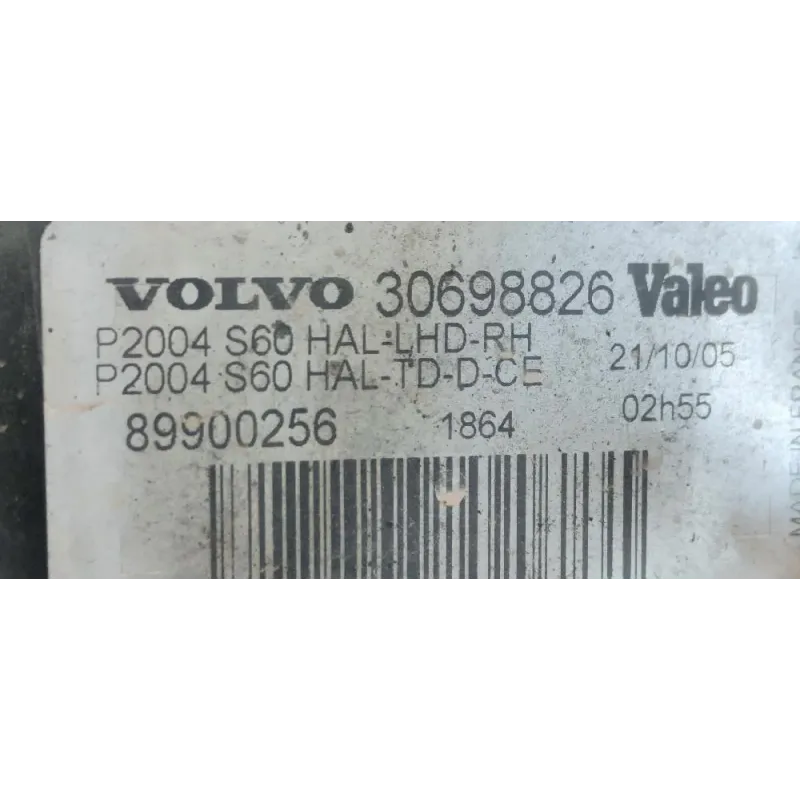 VOLVO 30698826 Valeo
P2004 S60 HAL-LHD-RH
P2004 S60 HAL-TD-D-CE
21/10/05
89900256 1864 02h55
MADE IN FRANCE